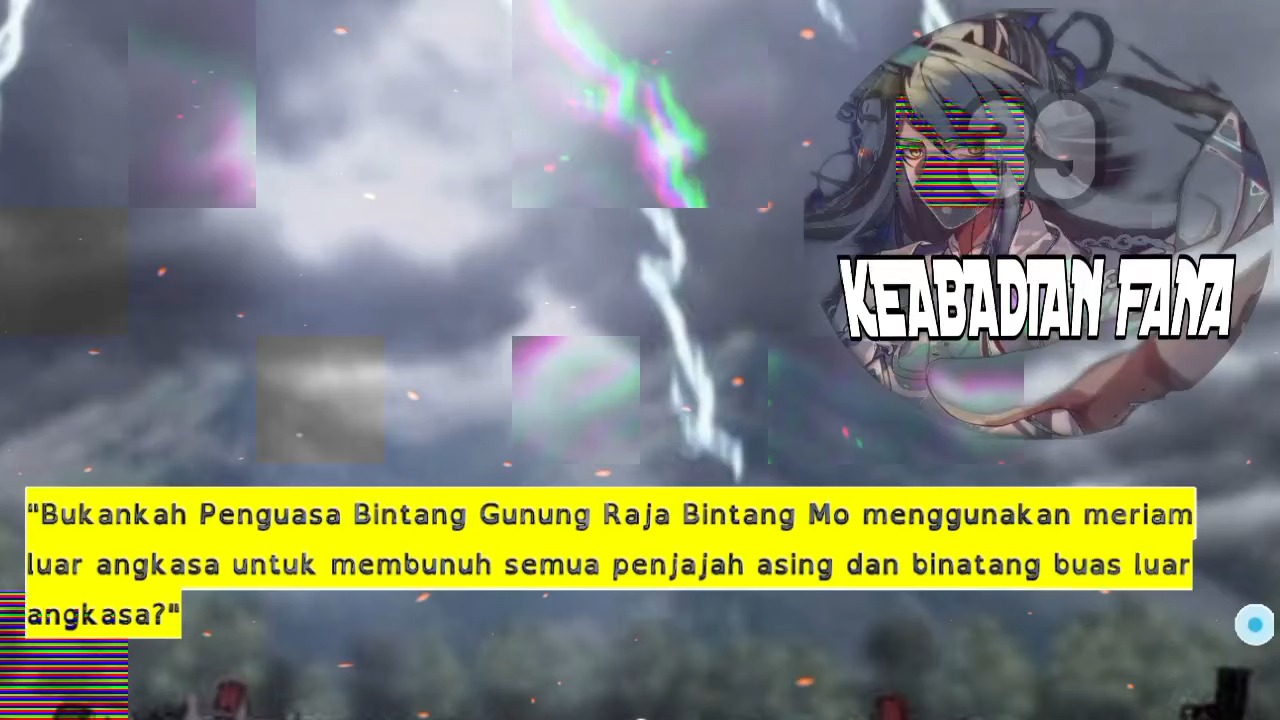 39
KEABADIAN FANA
"Bukankah Penguasa Bintang Gunung Raja Bintang Mo menggunakan meriam
luar angkasa untuk membunuh semua penjajah asing dan binatang buas luar
angkasa?"